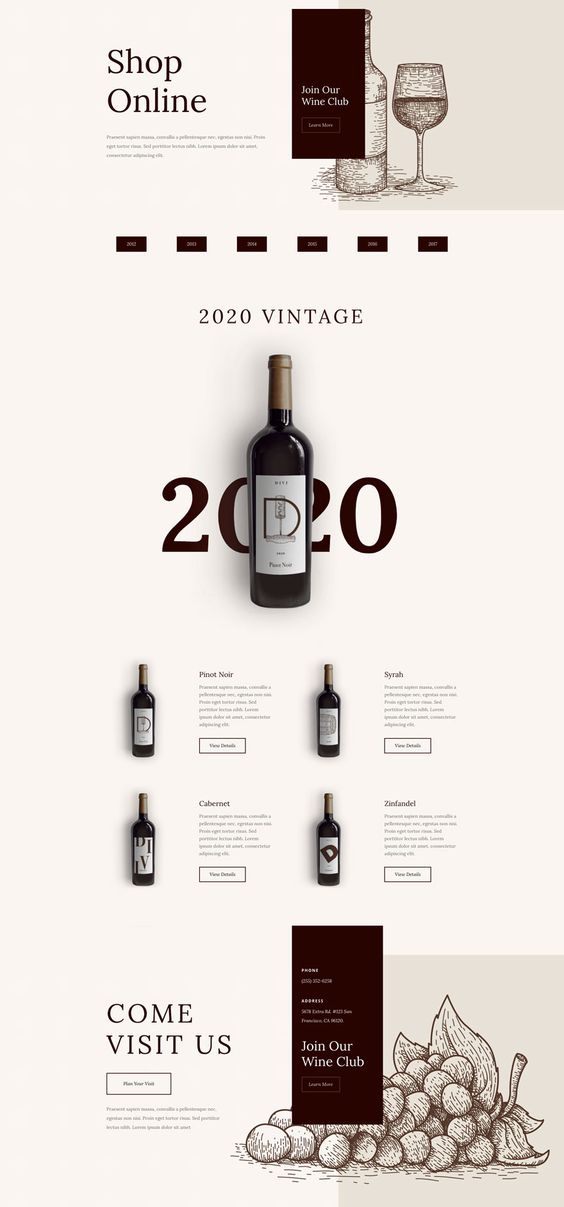 Shop
Online
Praesent sapien massa, convallis a pellentesque nec, egestas non nisi. Proin
eget tortor risus. Sed porttitor lectus nibh. Lorem ipsum dolor sit amet,
consectetur adipiscing elit.
Join Our
Wine Club
Learn More
2012
2013
2014
2015
2016
2017
2020 VINTAGE
2020
DIVI
D
2020
Pinot Noir
Pinot Noir
Praesent sapien massa, convallis a
pellentesque nec, egestas non nisi.
Proin eget tortor risus. Sed
porttitor lectus nibh. Lorem
ipsum dolor sit amet, consectetur
adipiscing elit.
View Details
Syrah
Praesent sapien massa, convallis a
pellentesque nec, egestas non nisi.
Proin eget tortor risus. Sed
porttitor lectus nibh. Lorem
ipsum dolor sit amet, consectetur
adipiscing elit.
View Details
Cabernet
Praesent sapien massa, convallis a
pellentesque nec, egestas non nisi.
Proin eget tortor risus. Sed
porttitor lectus nibh. Lorem
ipsum dolor sit amet, consectetur
adipiscing elit.
View Details
Zinfandel
Praesent sapien massa, convallis a
pellentesque nec, egestas non nisi.
Proin eget tortor risus. Sed
porttitor lectus nibh. Lorem
ipsum dolor sit amet, consectetur
adipiscing elit.
View Details
COME
VISIT US
Plan Your Visit
Praesent sapien massa, convallis a pellentesque nec,
egestas non nisi. Proin eget tortor risus. Sed porttitor
lectus nibh. Lorem ipsum dolor sit amet
PHONE
(255) 352-6258
ADDRESS
5678 Extra Rd. #123 San
Francisco, CA 96120.
Join Our
Wine Club
Learn More